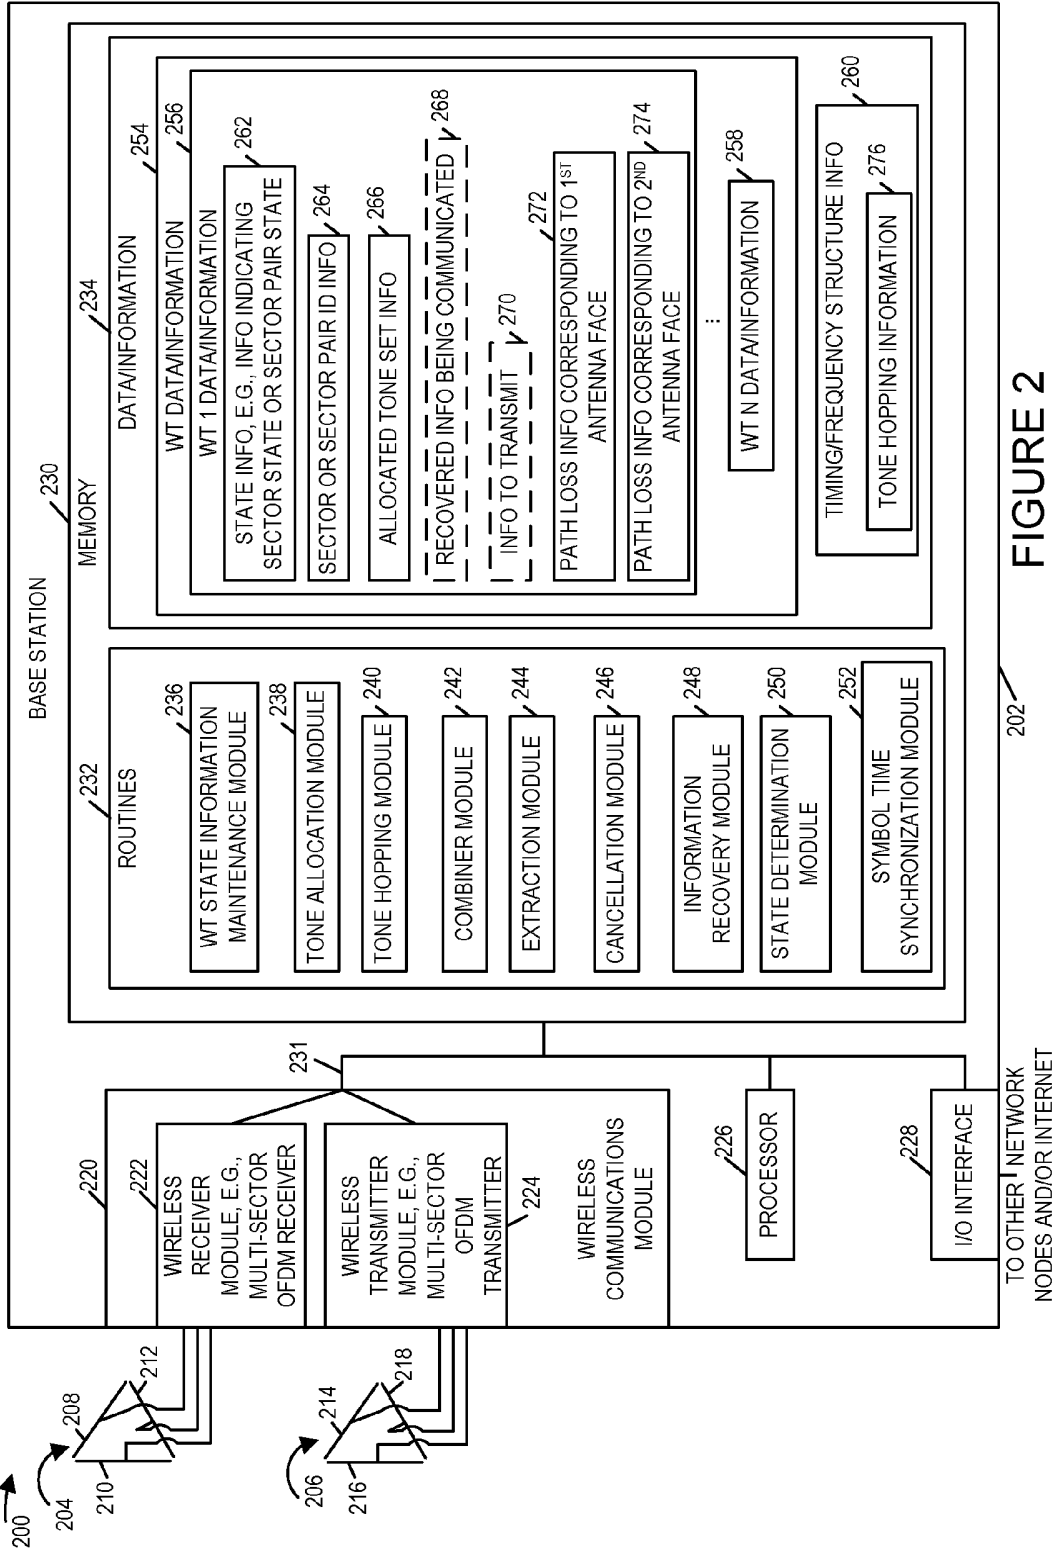 200
204
208
210
212
206
214
216
218
BASE STATION
220
222
WIRELESS
RECEIVER
MODULE, E.G.,
MULTI-SECTOR
OFDM RECEIVER
WIRELESS
TRANSMITTER
MODULE, E.G.,
MULTI-SECTOR
OFDM
TRANSMITTER
224
WIRELESS
COMMUNICATIONS
MODULE
226
PROCESSOR
228
I/O INTERFACE
TO OTHER NETWORK
NODES AND/OR INTERNET
231
230
MEMORY
232
ROUTINES
236
WT STATE INFORMATION
MAINTENANCE MODULE
238
TONE ALLOCATION MODULE
240
TONE HOPPING MODULE
242
COMBINER MODULE
244
EXTRACTION MODULE
246
CANCELLATION MODULE
248
INFORMATION
RECOVERY MODULE
250
STATE DETERMINATION
MODULE
252
SYMBOL TIME
SYNCHRONIZATION MODULE
234
DATA/INFORMATION
254
WT DATA/INFORMATION
256
WT 1 DATA/INFORMATION
262
STATE INFO, E.G., INFO INDICATING
SECTOR STATE OR SECTOR PAIR STATE
264
SECTOR OR SECTOR PAIR ID INFO
266
ALLOCATED TONE SET INFO
268
RECOVERED INFO BEING COMMUNICATED
270
INFO TO TRANSMIT
272
PATH LOSS INFO CORRESPONDING TO 1ST
ANTENNA FACE
274
PATH LOSS INFO CORRESPONDING TO 2ND
ANTENNA FACE
...
258
WT N DATA/INFORMATION
260
TIMING/FREQUENCY STRUCTURE INFO
276
TONE HOPPING INFORMATION
202
FIGURE 2